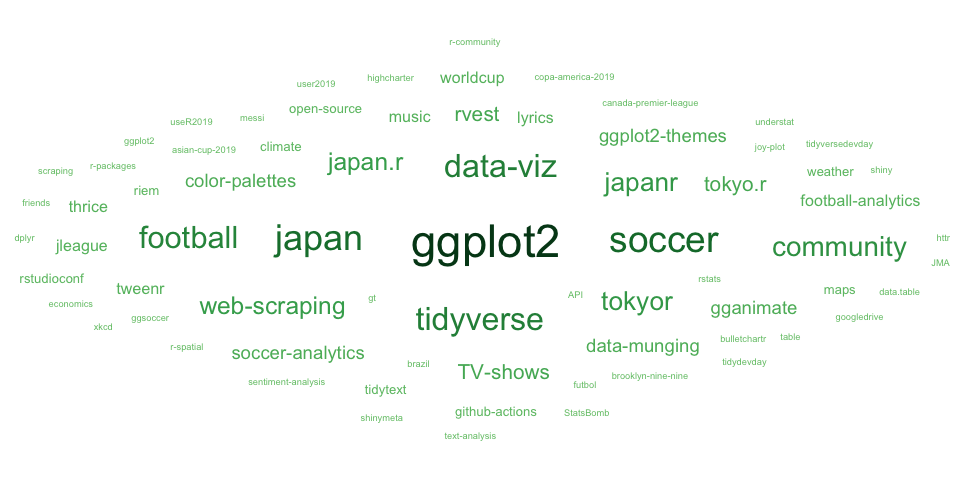 r-community
user2019 highcharter worldcup copa-america-2019
useR2019 messi open-source music rvest lyrics canada-premier-league understat
ggplot2 asian-cup-2019 climate ggplot2-themes joy-plot tidyversedevday
scraping r-packages japan.r data-viz weather shiny
riem color-palettes japanr tokyo.r
friends thrice football-analytics
dplyr jleague football japan ggplot2 soccer community httr
rstudioconf tweenr rstats JMA
economics web-scraping gt API tokyor gganimate maps data.table
xkcd ggsoccer tidyverse googledrive
r-spatial soccer-analytics data-munging bulletchartr table
sentiment-analysis brazil TV-shows brooklyn-nine-nine tidydevday
tidytext futbol
shinymeta github-actions StatsBomb
text-analysis